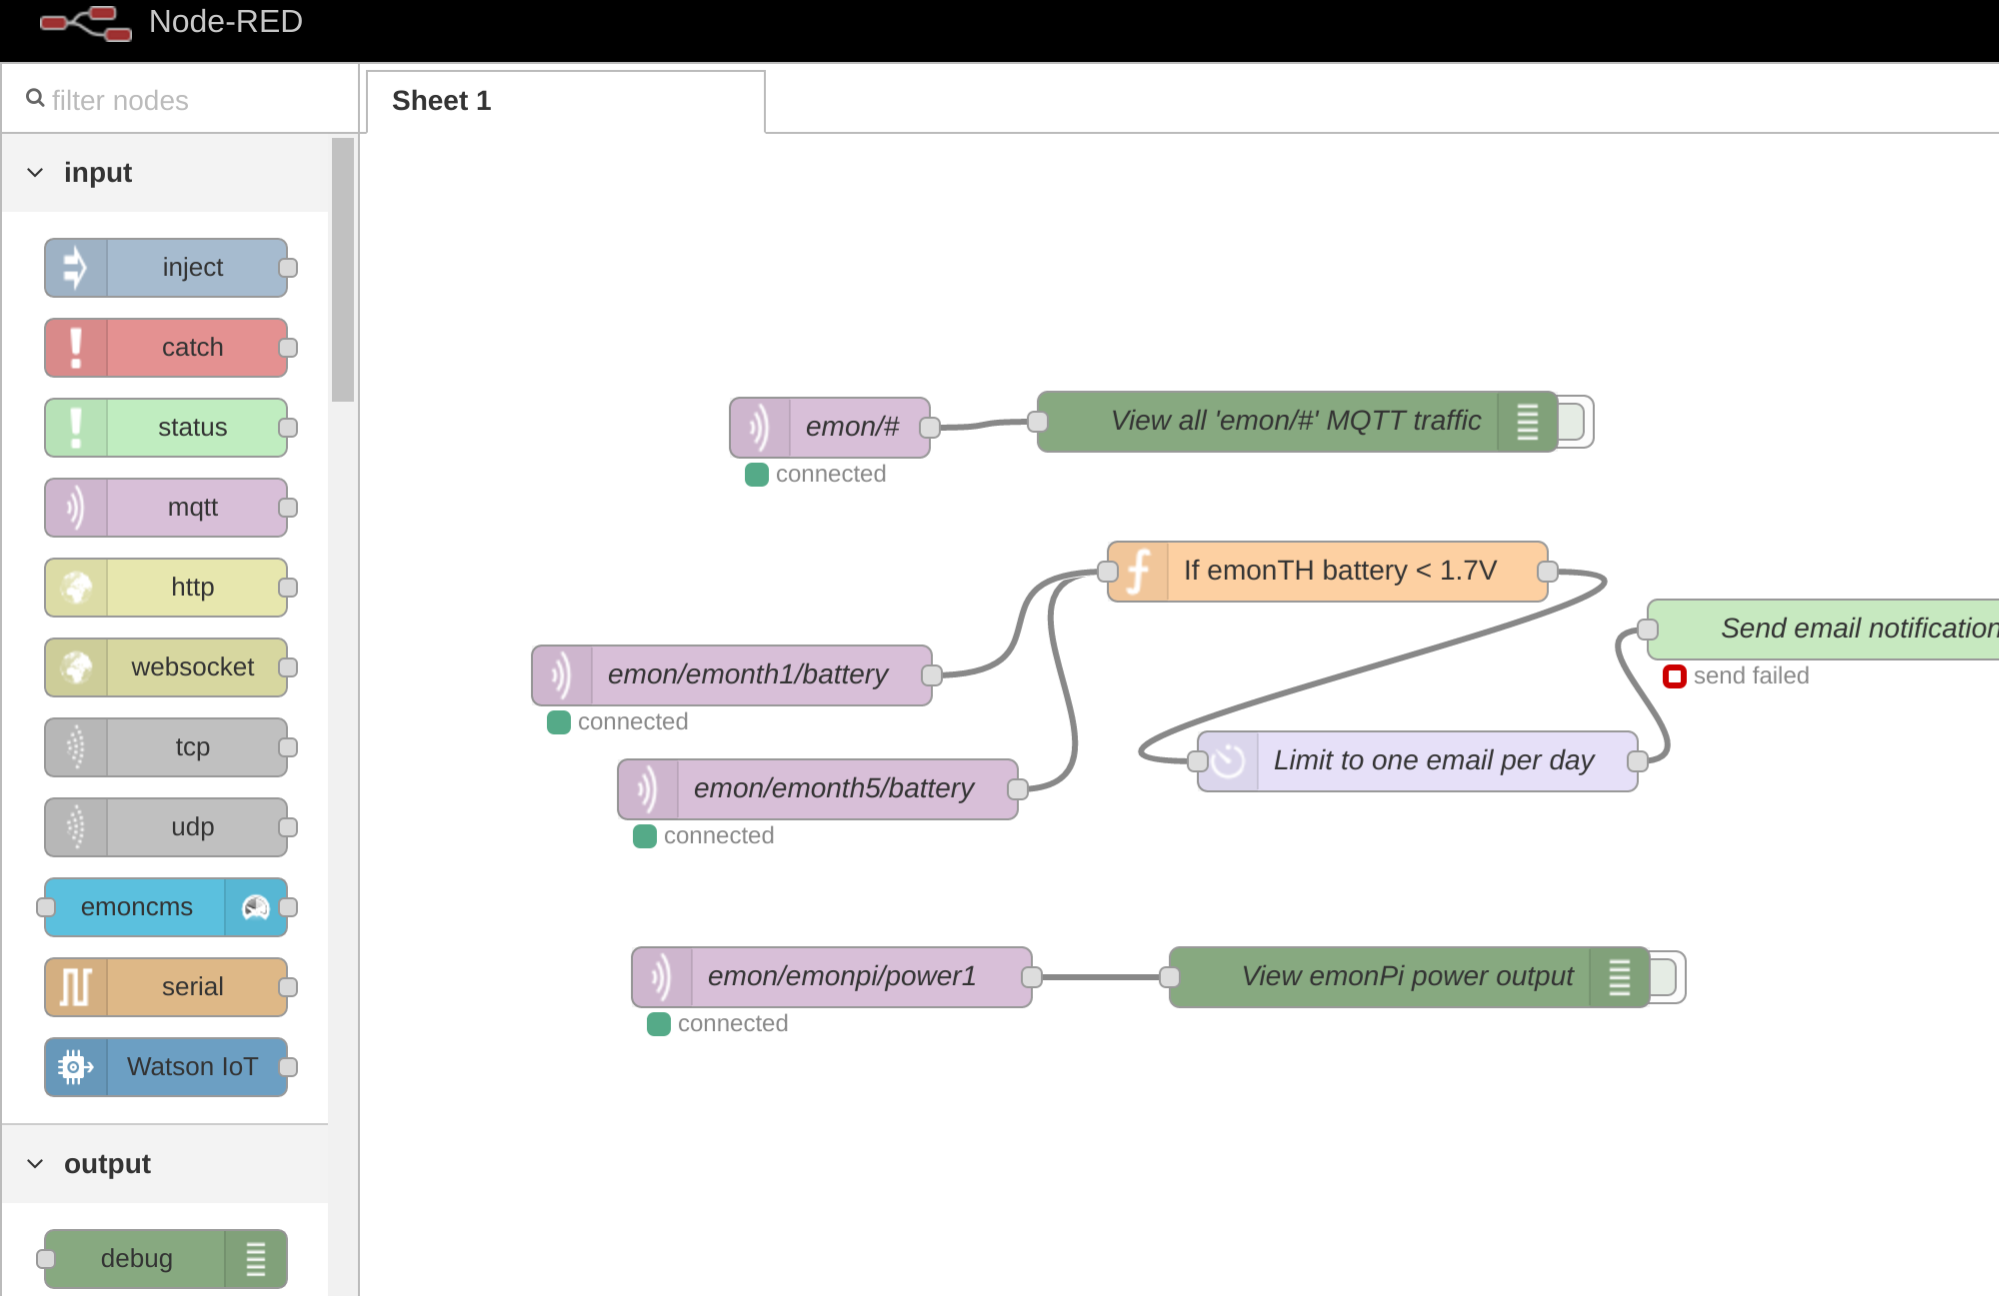 Node-RED
filter nodes
Sheet 1
input
inject
catch
status
mqtt
http
websocket
tcp
udp
emoncms
serial
Watson IoT
output
debug
emon/#
connected
View all 'emon/#' MQTT traffic
If emonTH battery < 1.7V
emon/emonth1/battery
connected
Send email notification
send failed
emon/emonth5/battery
connected
Limit to one email per day
emon/emonpi/power1
connected
View emonPi power output